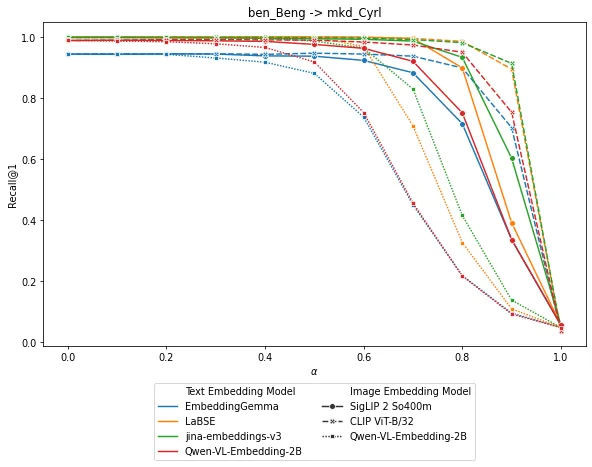 ben_Beng -> mkd_Cyrl
Recall@1
1.0
0.8
0.6
0.4
0.2
0.0
0.0 0.2 0.4 0.6 0.8 1.0
α
Text Embedding Model
EmbeddingGemma
LaBSE
jina-embeddings-v3
Qwen-VL-Embedding-2B
Image Embedding Model
SigLIP 2 So400m
CLIP ViT-B/32
Qwen-VL-Embedding-2B